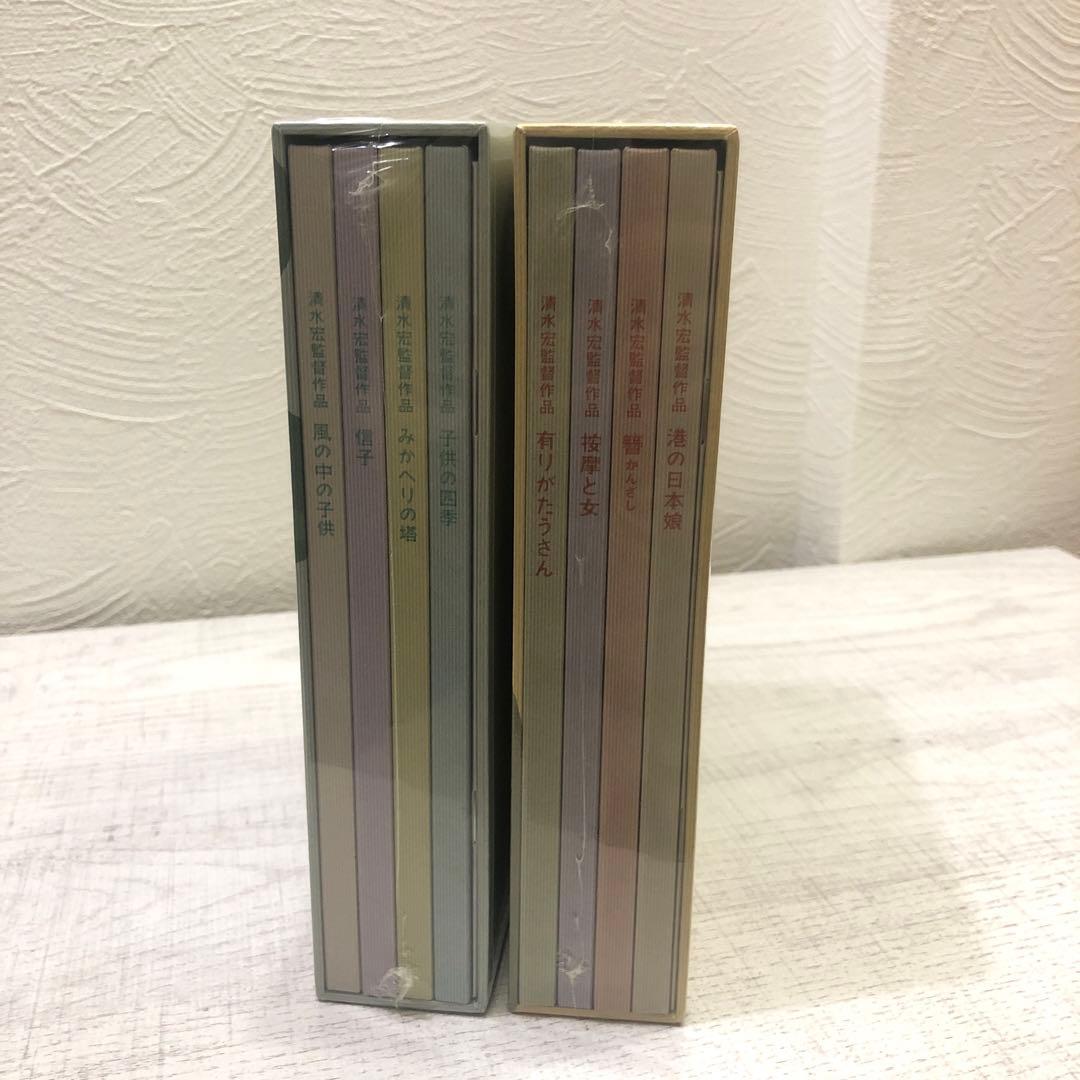 清水宏監督作品 風の中の子供
清水宏監督作品 信子
清水宏監督作品 みかへりの塔
清水宏監督作品 子供の四季
清水宏監督作品 有りがたうさん
清水宏監督作品 按摩と女
清水宏監督作品 簪 かんざし
清水宏監督作品 港の日本娘